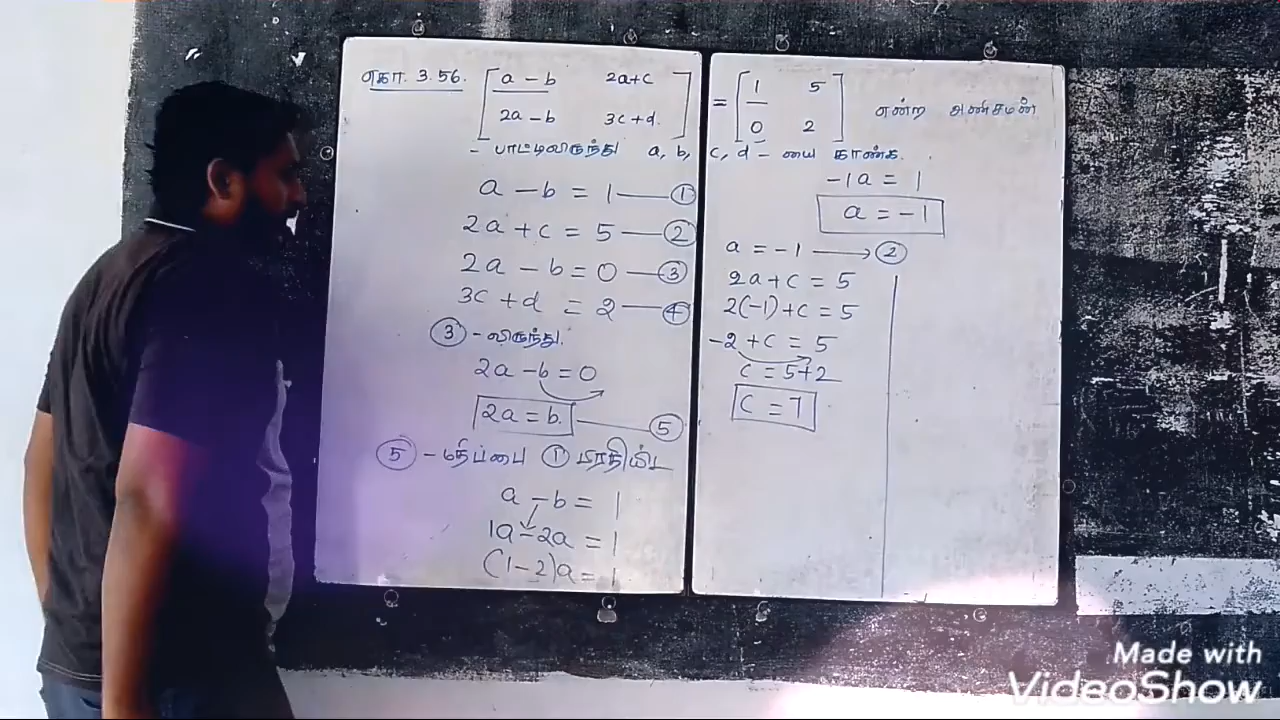 எகா. 3.56. [a - b 2a+c = [1 5 என்ற அணிச்சமன்
2a - b 3c+d.] 0 2]
- பாட்டிலிருந்து a, b, c, d - யை காண்க.
a - b = 1 —— ①
2a + c = 5 — ②
2a - b = 0 — ③
3c + d = 2 — ④
③ - லிருந்து.
2a - b = 0
2a = b. —— ⑤
⑤ - மதிப்பை ① பிரதியிட
a - b = 1
1a - 2a = 1
(1-2)a = 1
-1a = 1
a = -1
a = -1 → ②
2a + c = 5
2(-1) + c = 5
-2 + c = 5
c = 5+2
c = 7
Made with
VideoShow